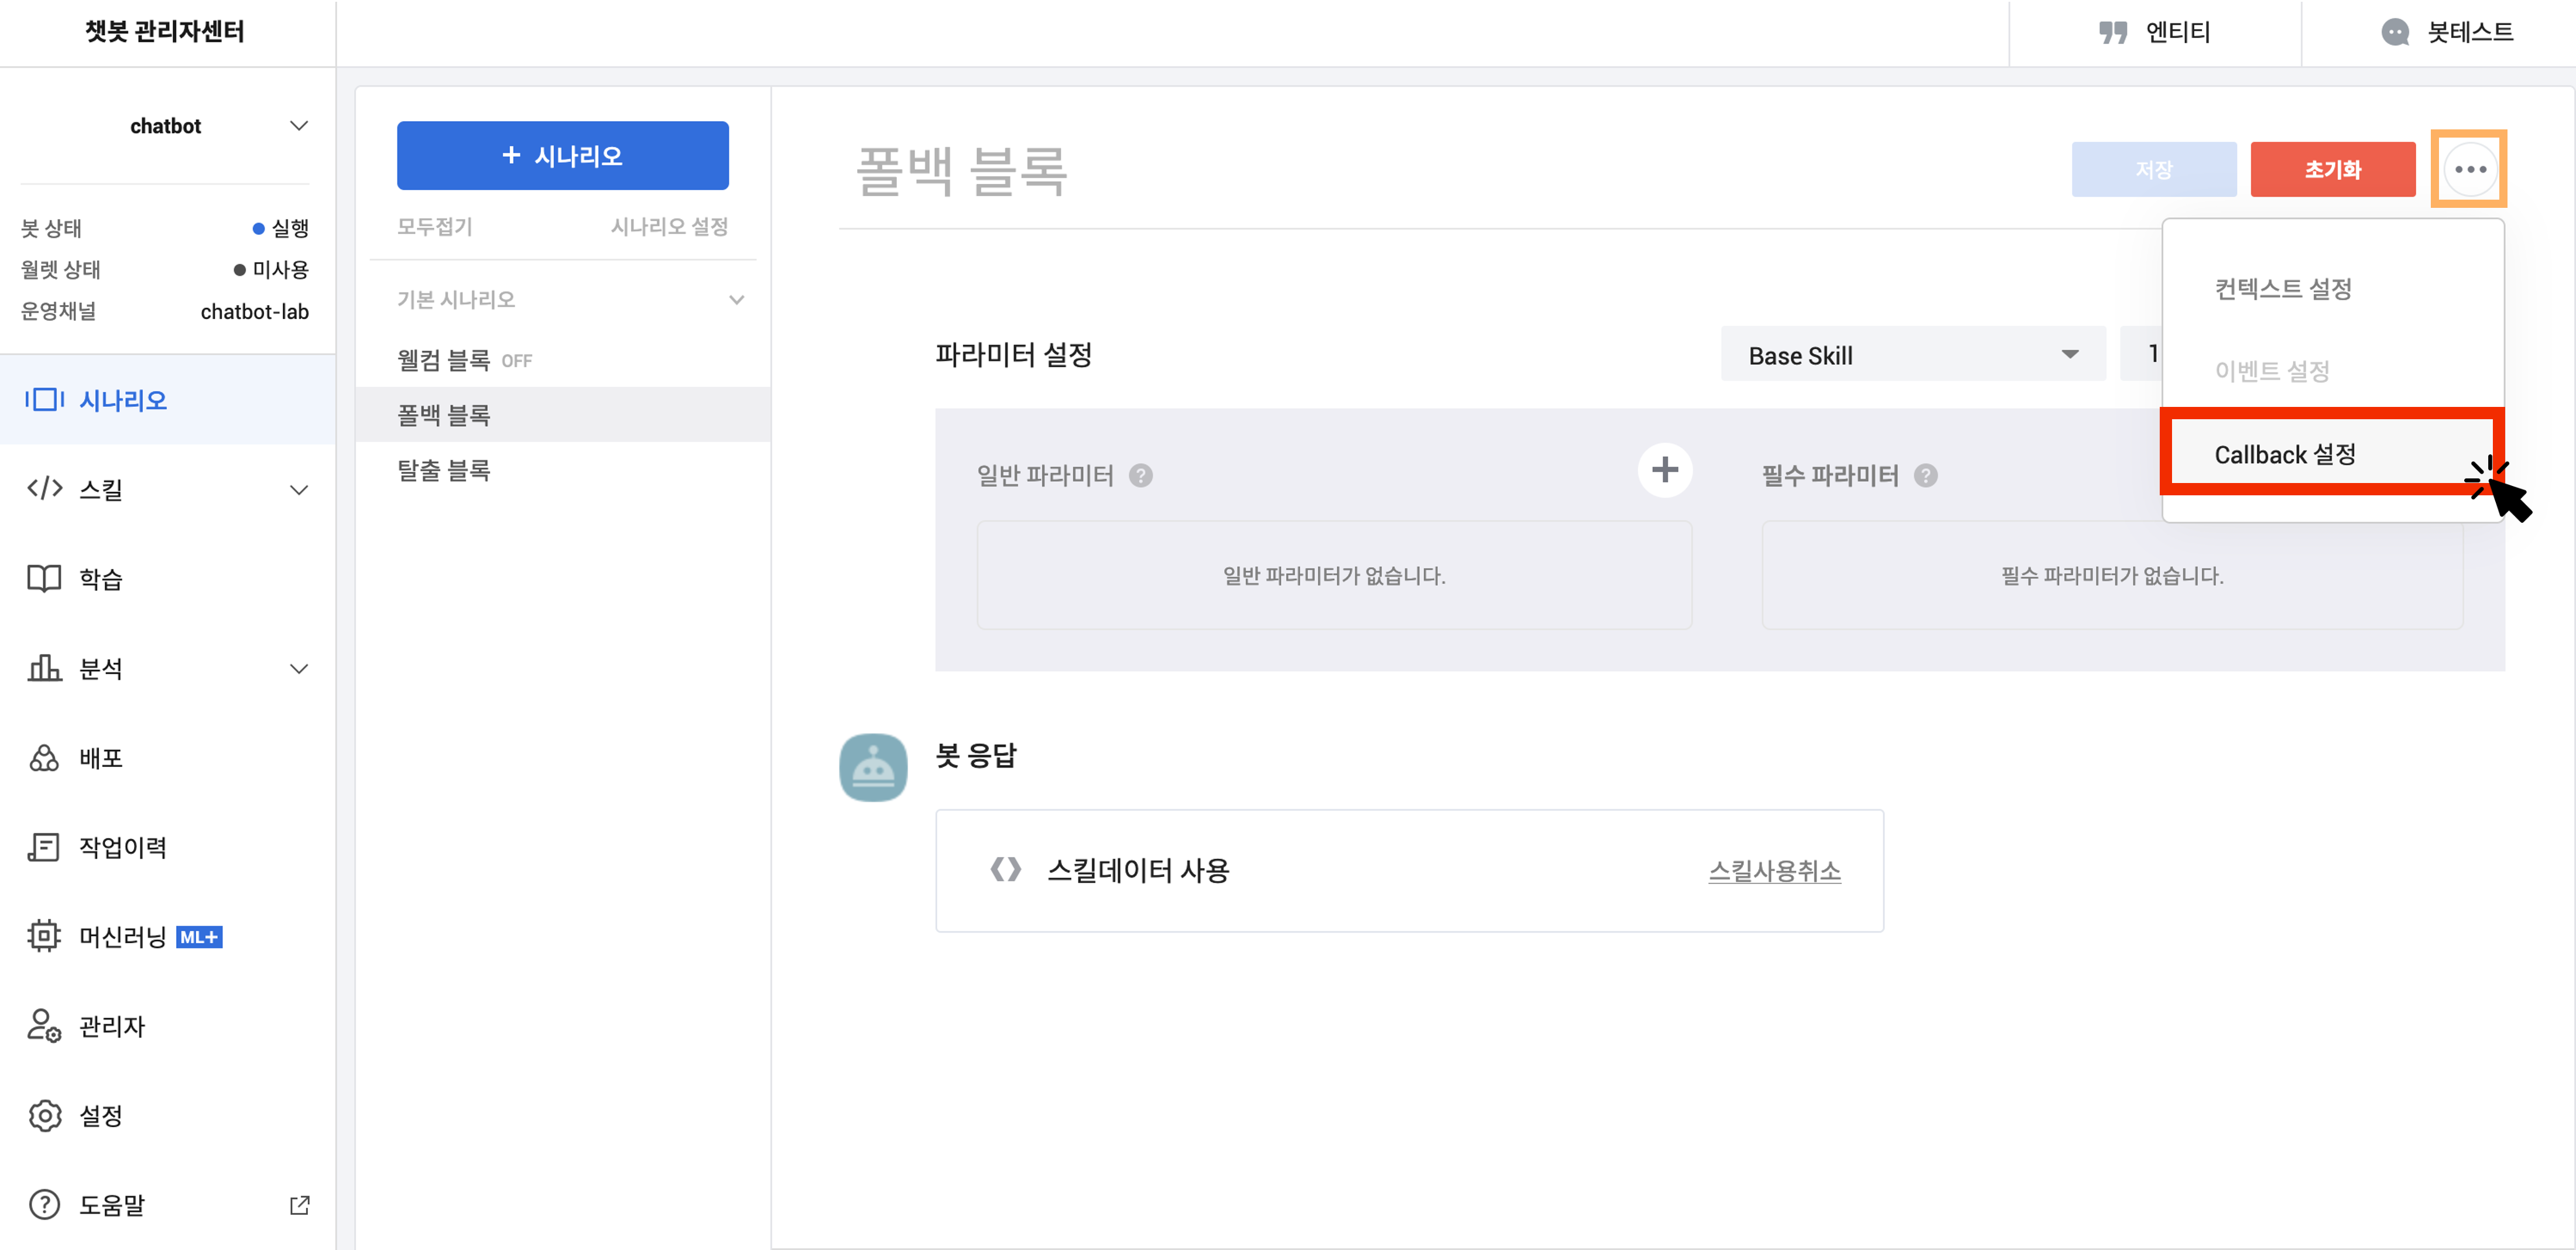 챗봇 관리자센터
엔티티
봇테스트
chatbot
봇 상태
실행
월렛 상태
미사용
운영채널
chatbot-lab
시나리오
스킬
학습
분석
배포
작업이력
머신러닝 ML+
관리자
설정
도움말
+ 시나리오
모두접기
시나리오 설정
기본 시나리오
웰컴 블록 OFF
폴백 블록
탈출 블록
폴백 블록
저장
초기화
컨텍스트 설정
이벤트 설정
Callback 설정
파라미터 설정
Base Skill
1
일반 파라미터 ?
필수 파라미터 ?
일반 파라미터가 없습니다.
필수 파라미터가 없습니다.
봇 응답
스킬데이터 사용
스킬사용취소